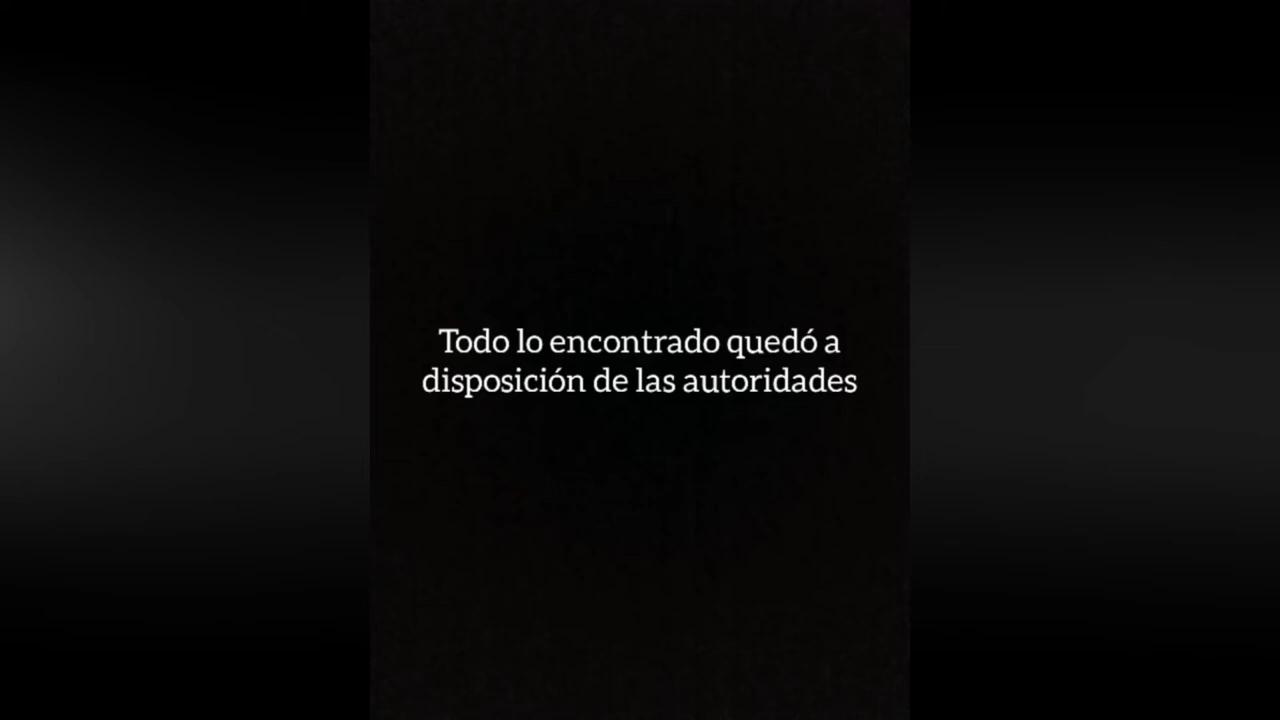 Todo lo encontrado quedó a
disposición de las autoridades